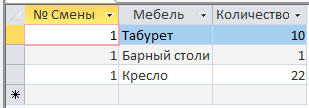 № Смены Мебель Количество
1 Табурет 10
1 Барный столи 1
1 Кресло 22